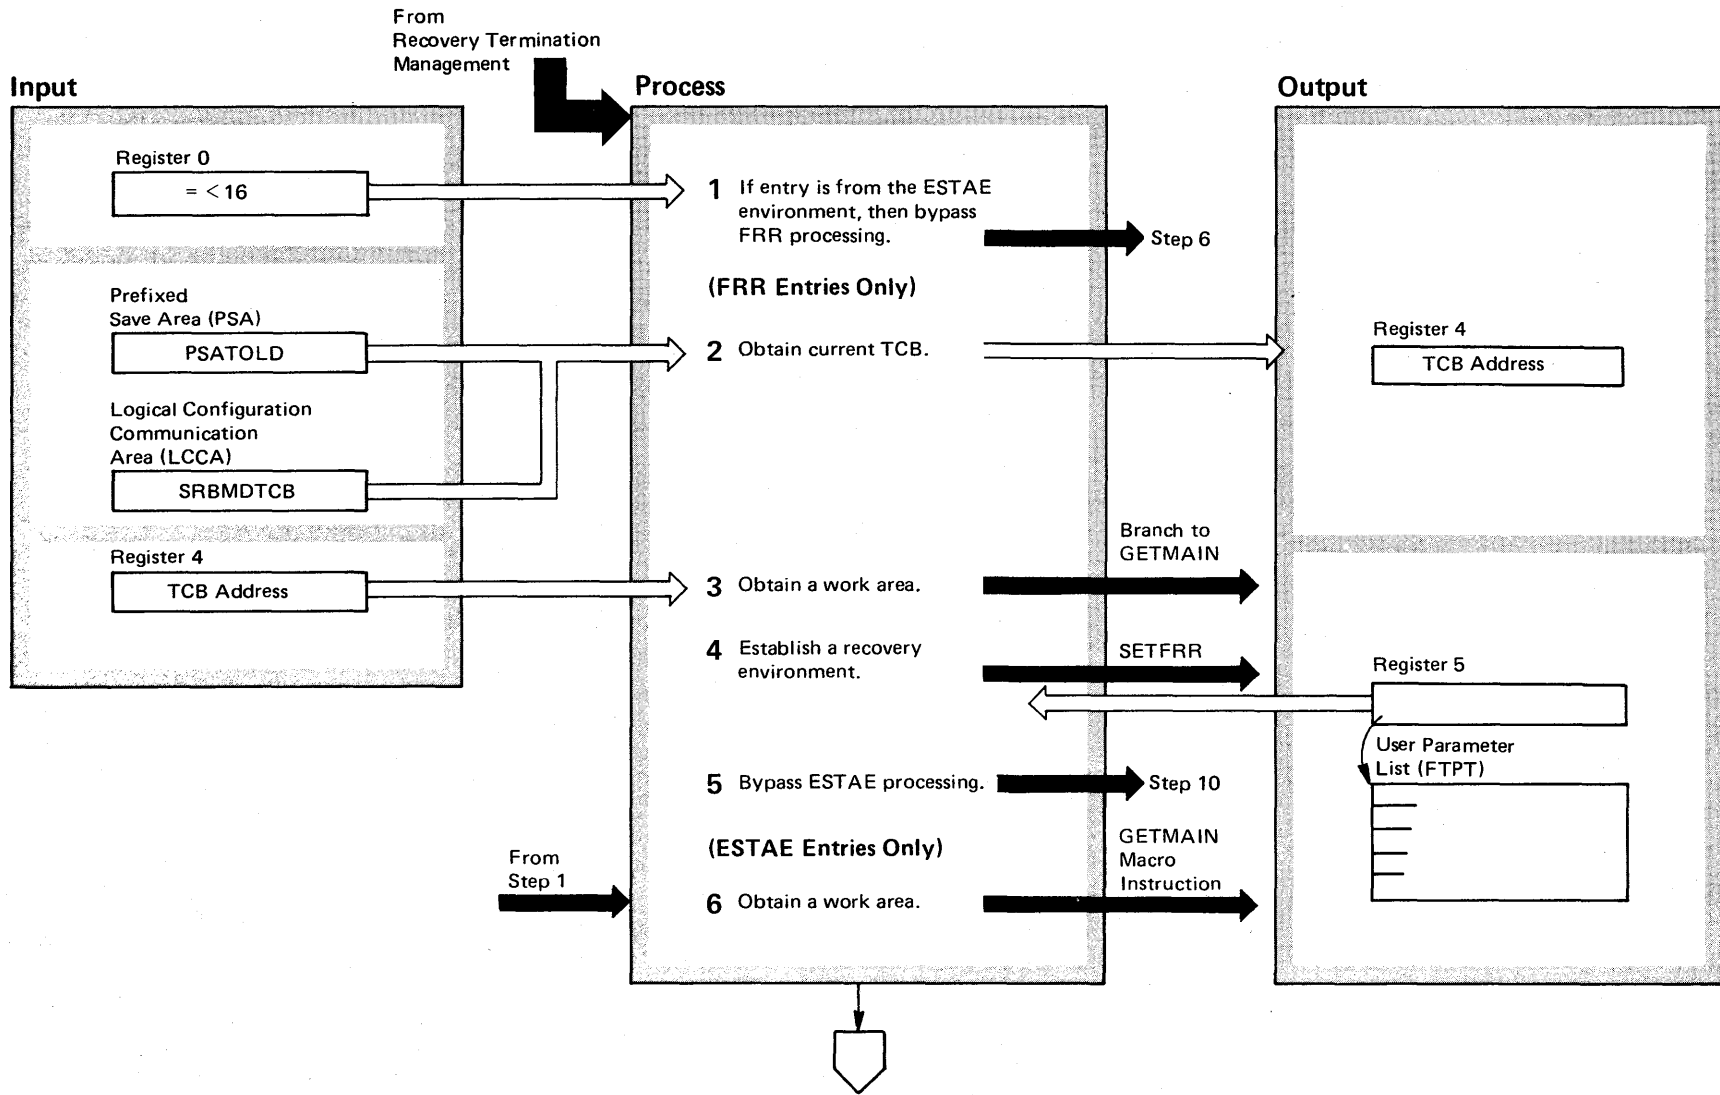 From
Recovery Termination
Management
Input
Register 0
= < 16
Prefixed
Save Area (PSA)
PSATOLD
Logical Configuration
Communication
Area (LCCA)
SRBMDTCB
Register 4
TCB Address
Process
1 If entry is from the ESTAE
environment, then bypass
FRR processing.
Step 6
(FRR Entries Only)
2 Obtain current TCB.
3 Obtain a work area.
Branch to
GETMAIN
4 Establish a recovery
environment.
SETFRR
5 Bypass ESTAE processing.
Step 10
(ESTAE Entries Only)
From
Step 1
6 Obtain a work area.
GETMAIN
Macro
Instruction
Output
Register 4
TCB Address
Register 5
User Parameter
List (FTPT)